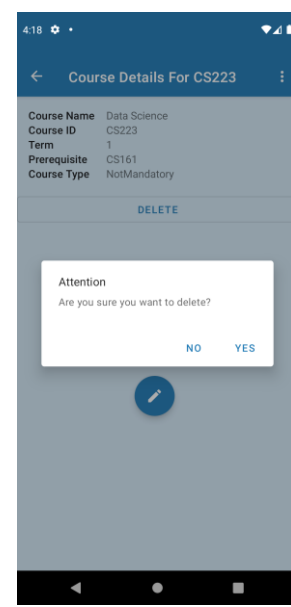 4:18
Course Details For CS223
Course Name Data Science
Course ID CS223
Term 1
Prerequisite CS161
Course Type NotMandatory
DELETE
Attention
Are you sure you want to delete?
NO YES